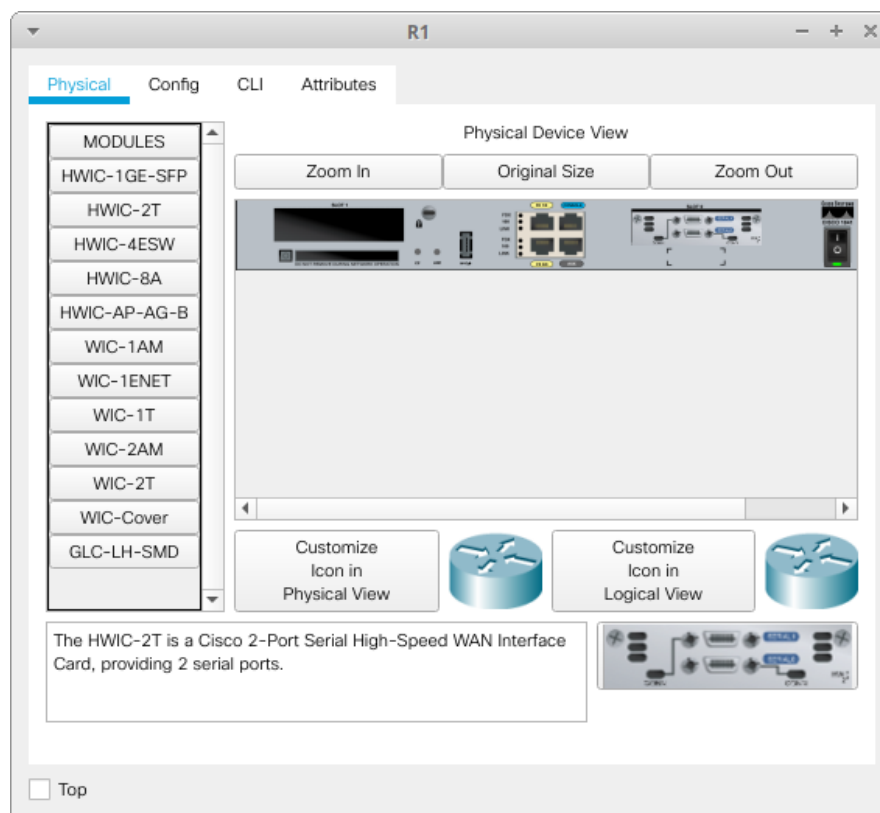 R1
Physical Config CLI Attributes
MODULES
HWIC-1GE-SFP
HWIC-2T
HWIC-4ESW
HWIC-8A
HWIC-AP-AG-B
WIC-1AM
WIC-1ENET
WIC-1T
WIC-2AM
WIC-2T
WIC-Cover
GLC-LH-SMD
Physical Device View
Zoom In Original Size Zoom Out
Customize
Icon in
Physical View
Customize
Icon in
Logical View
The HWIC-2T is a Cisco 2-Port Serial High-Speed WAN Interface
Card, providing 2 serial ports.
Top